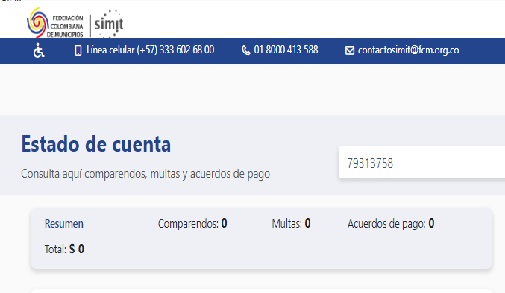 FEDERACIÓN
COLOMBIANA
DE MUNICIPIOS
simit
Línea celular (+57) 333 602 68 00
01 8000 413 588
contactosimit@fcm.org.co
Estado de cuenta
Consulta aquí comparendos, multas y acuerdos de pago
79313758
Resumen Comparendos: 0 Multas: 0 Acuerdos de pago: 0
Total: $ 0